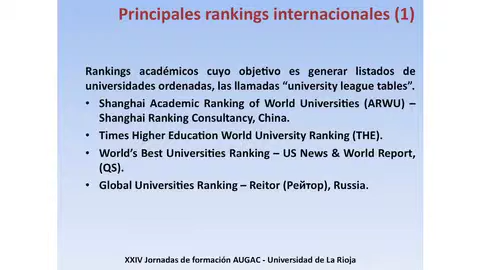 Principales rankings internacionales (1)
Rankings académicos cuyo objetivo es generar listados de
universidades ordenadas, las llamadas “university league tables”.
• Shanghai Academic Ranking of World Universities (ARWU) –
Shanghai Ranking Consultancy, China.
• Times Higher Education World University Ranking (THE).
• World’s Best Universities Ranking – US News & World Report,
(QS).
• Global Universities Ranking – Reitor (Рейтор), Russia.
XXIV Jornadas de formación AUGAC - Universidad de La Rioja